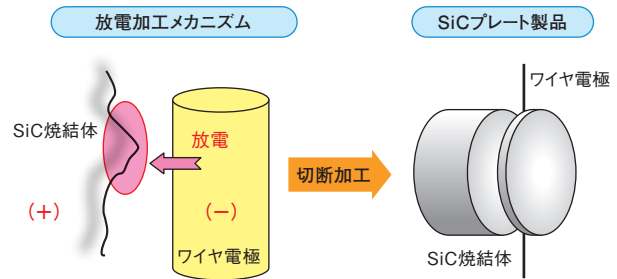 放電加工メカニズム
SiC焼結体
放電
(+)
(−)
ワイヤ電極
切断加工
SiCプレート製品
ワイヤ電極
SiC焼結体